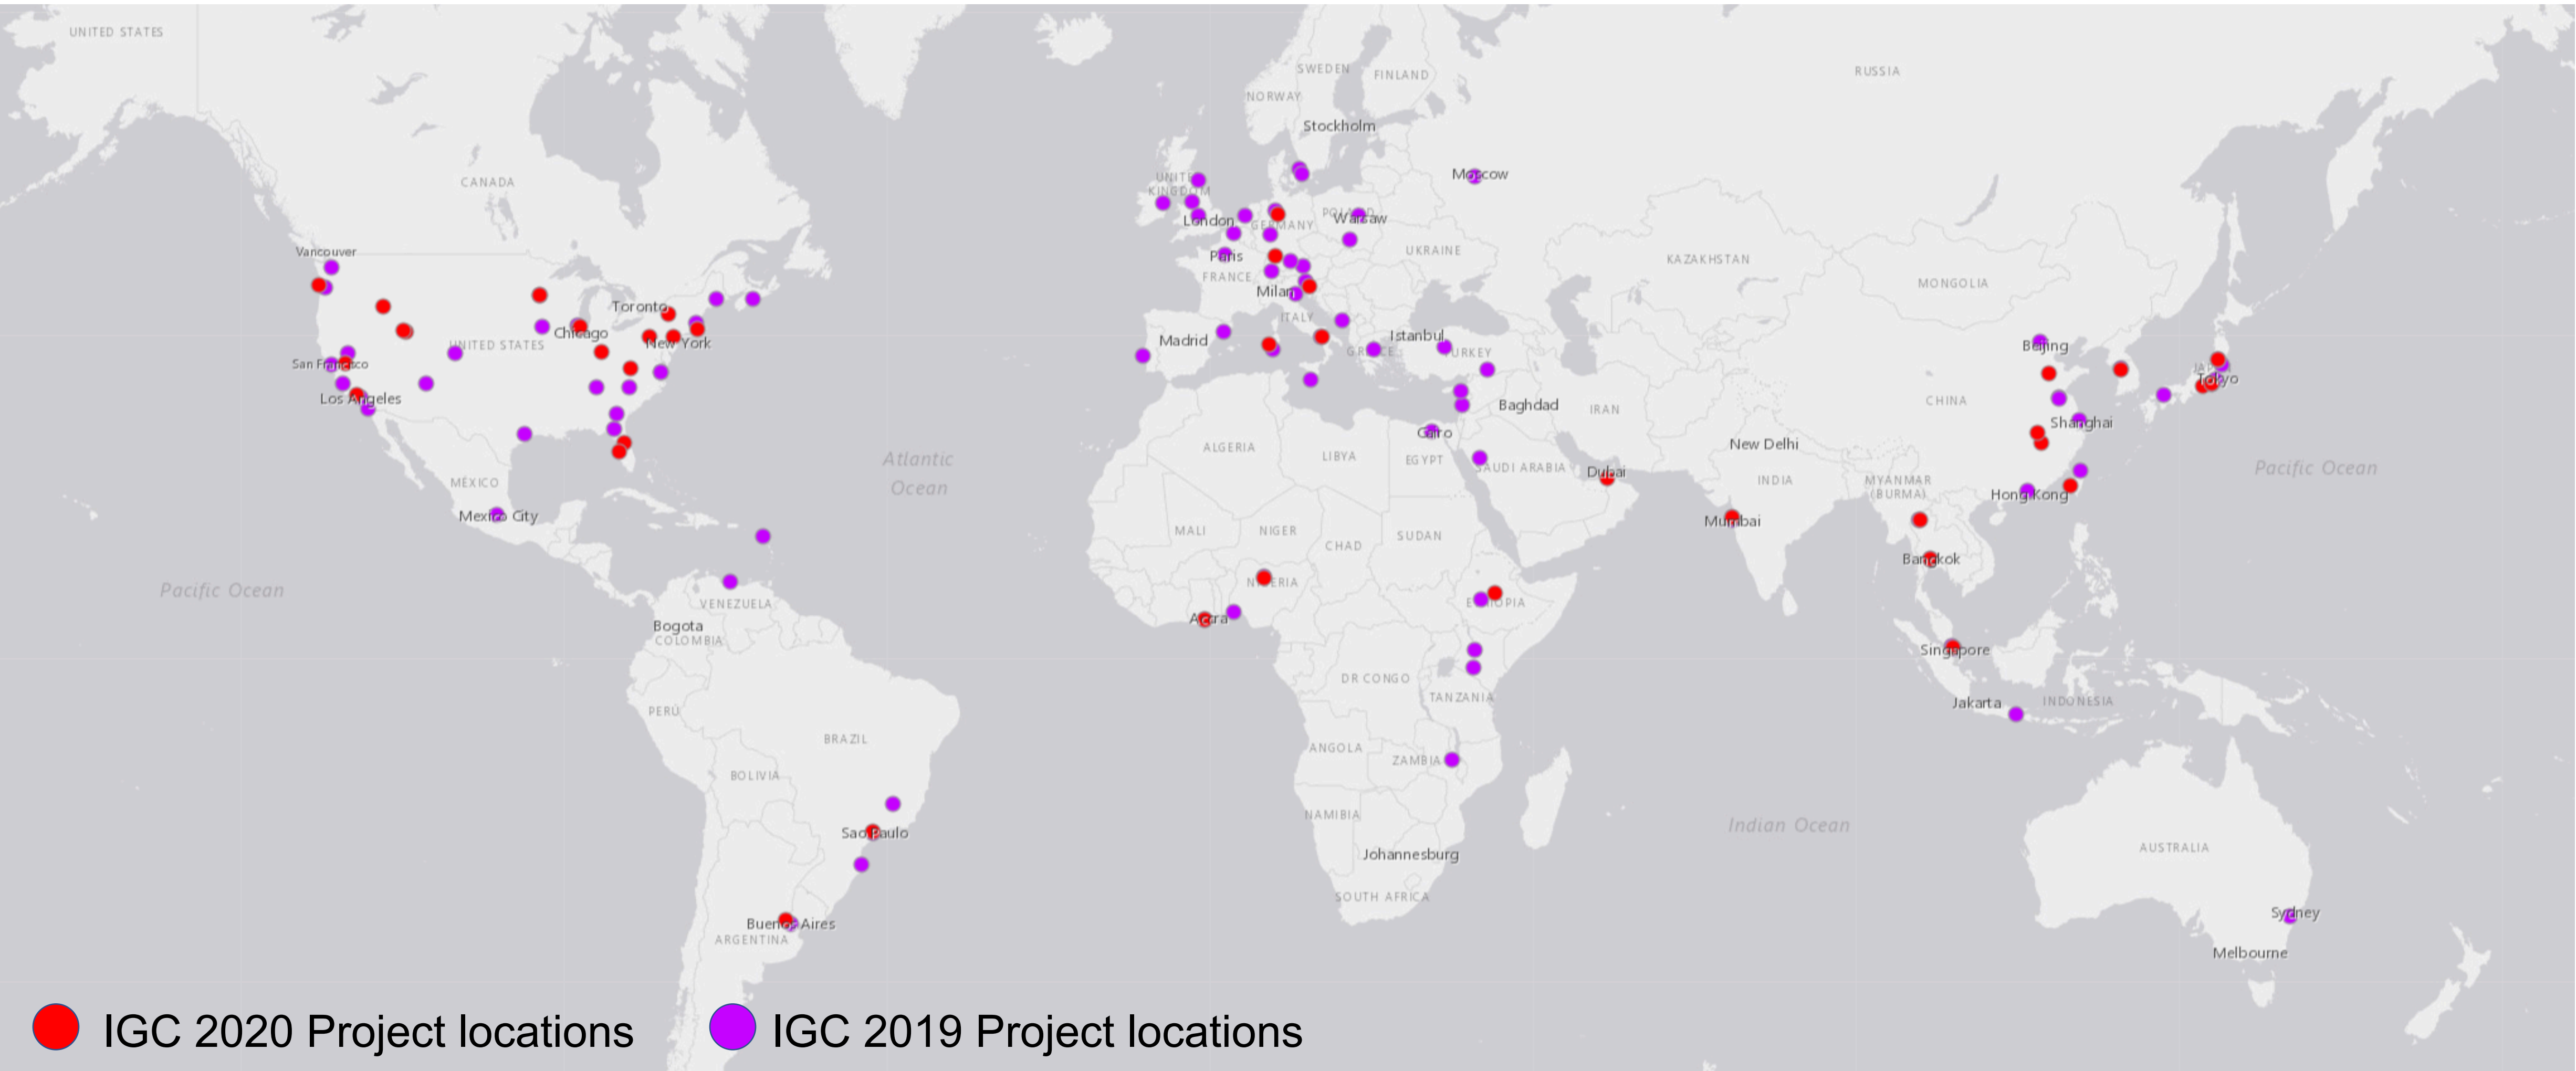 UNITED STATES
SWEDEN
FINLAND
RUSSIA
NORWAY
Stockholm
CANADA
UNITED
KINGDOM
Moscow
London
GERMANY
POLAND
Warsaw
Vancouver
Paris
UKRAINE
KAZAKHSTAN
FRANCE
MONGOLIA
Milan
Toronto
ITALY
Chicago
Madrid
Istanbul
UNITED STATES
New York
GREECE
TURKEY
Beijing
San Francisco
JAPAN
Tokyo
Los Angeles
Baghdad
IRAN
CHINA
Shanghai
Cairo
New Delhi
ALGERIA
LIBYA
EGYPT
SAUDI ARABIA
Atlantic
Ocean
Pacific Ocean
Dubai
INDIA
MYANMAR
(BURMA)
MÉXICO
Hong Kong
Mexico City
Mumbai
MALI
NIGER
CHAD
SUDAN
Bangkok
Pacific Ocean
NIGERIA
VENEZUELA
ETHIOPIA
Accra
Bogota
COLOMBIA
Singapore
DR CONGO
TANZANIA
Jakarta
INDONESIA
PERÚ
BRAZIL
ANGOLA
ZAMBIA
BOLIVIA
NAMIBIA
Indian Ocean
Sao Paulo
Johannesburg
AUSTRALIA
SOUTH AFRICA
Sydney
Buenos Aires
ARGENTINA
Melbourne
IGC 2020 Project locations
IGC 2019 Project locations